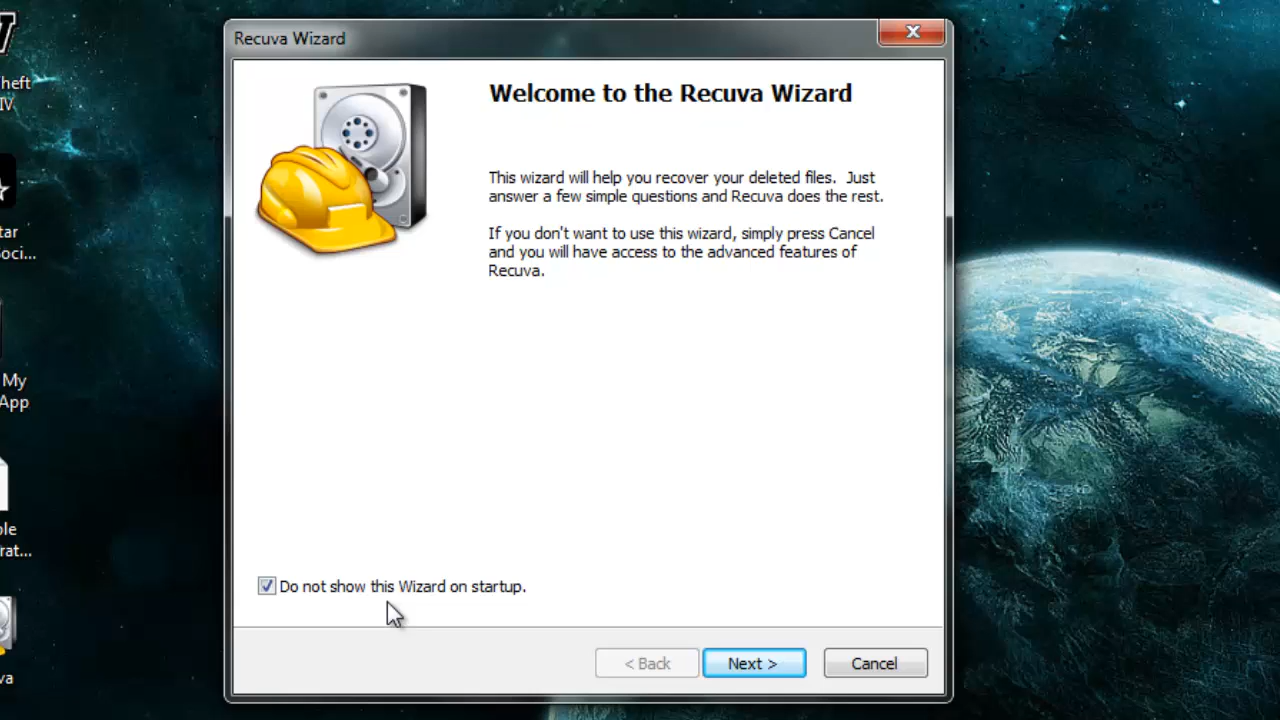 Recuva Wizard
Welcome to the Recuva Wizard
This wizard will help you recover your deleted files. Just
answer a few simple questions and Recuva does the rest.
If you don't want to use this wizard, simply press Cancel
and you will have access to the advanced features of
Recuva.
Do not show this Wizard on startup.
< Back
Next >
Cancel
heft
IV
tar
Soci...
My
App
ple
rat...
va